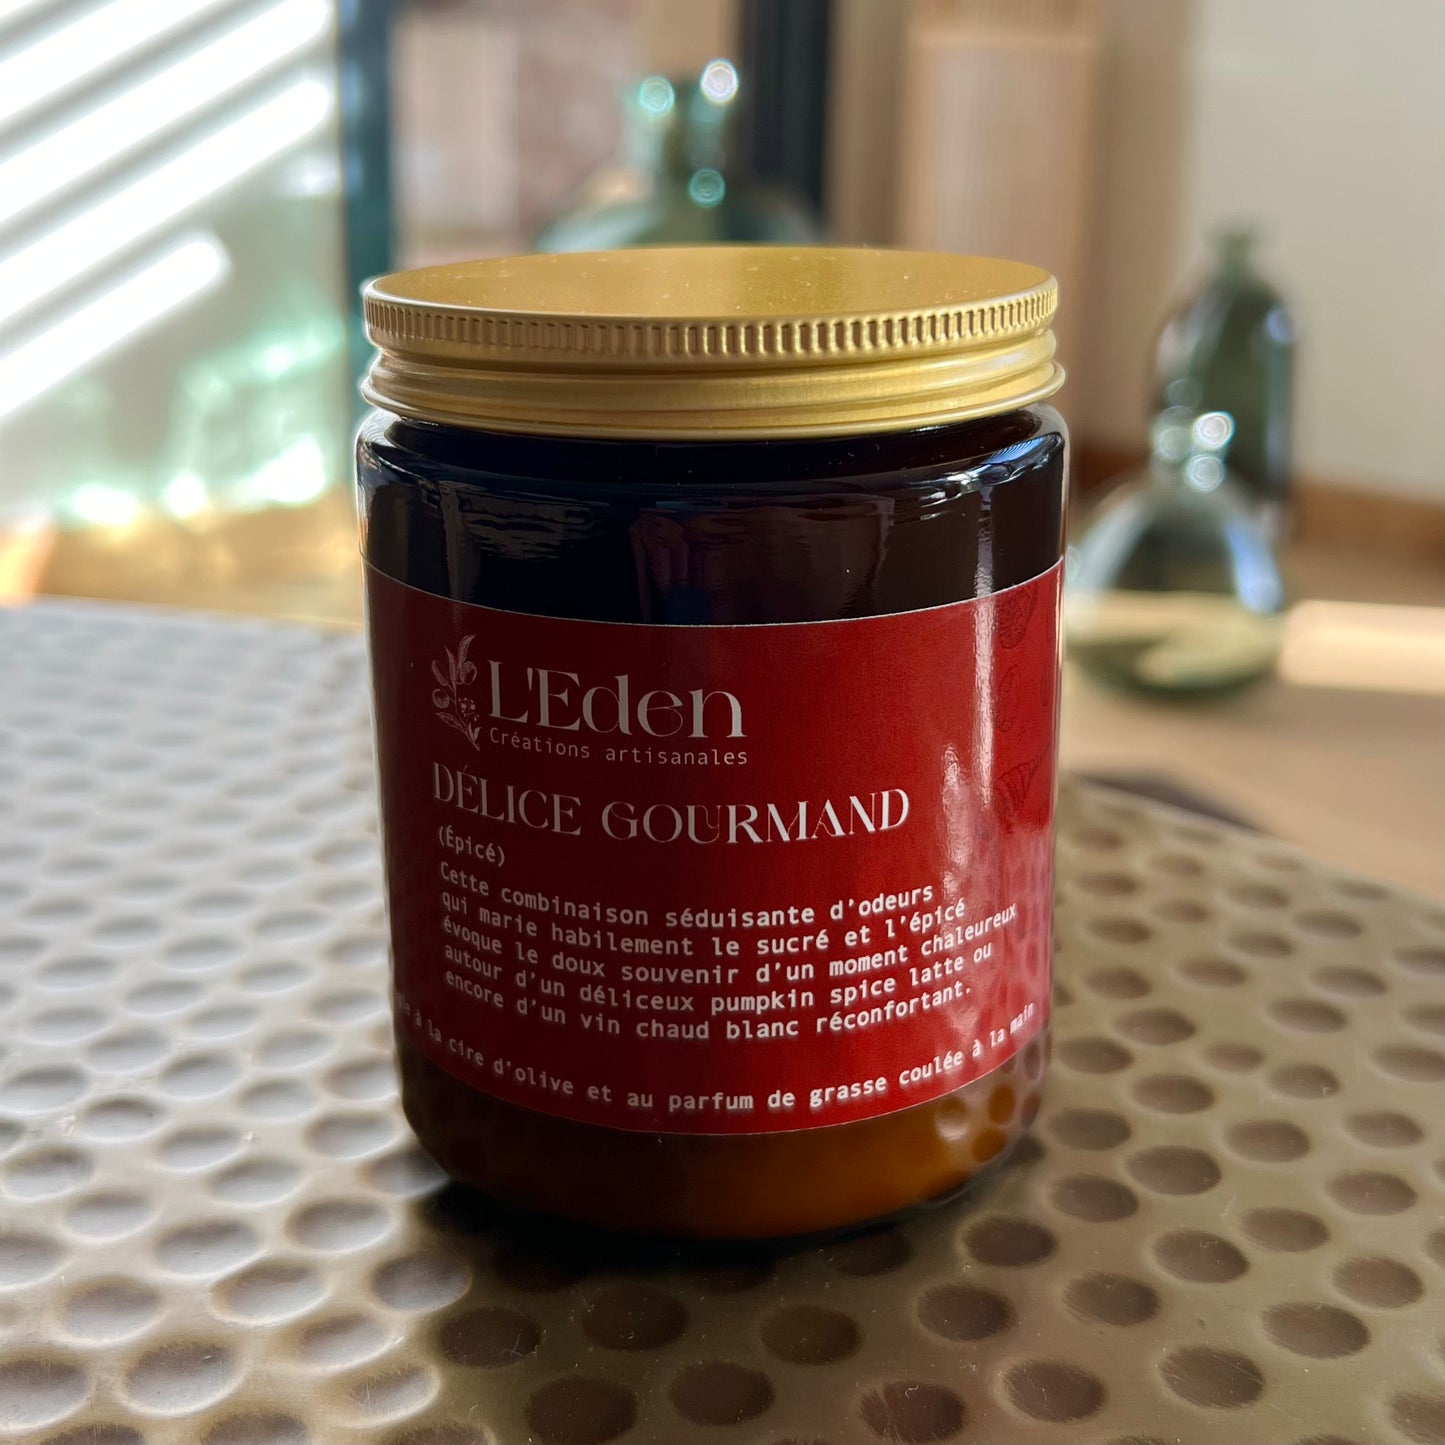 L'Eden
Créations artisanales
DÉLICE GOURMAND
(Épicé)
Cette combinaison séduisante d'odeurs
qui marie habilement le sucré et l'épicé
évoque le doux souvenir d'un moment chaleureux
autour d'un déliceux pumpkin spice latte ou
encore d'un vin chaud blanc réconfortant.
à la cire d'olive et au parfum de grasse coulée à la main